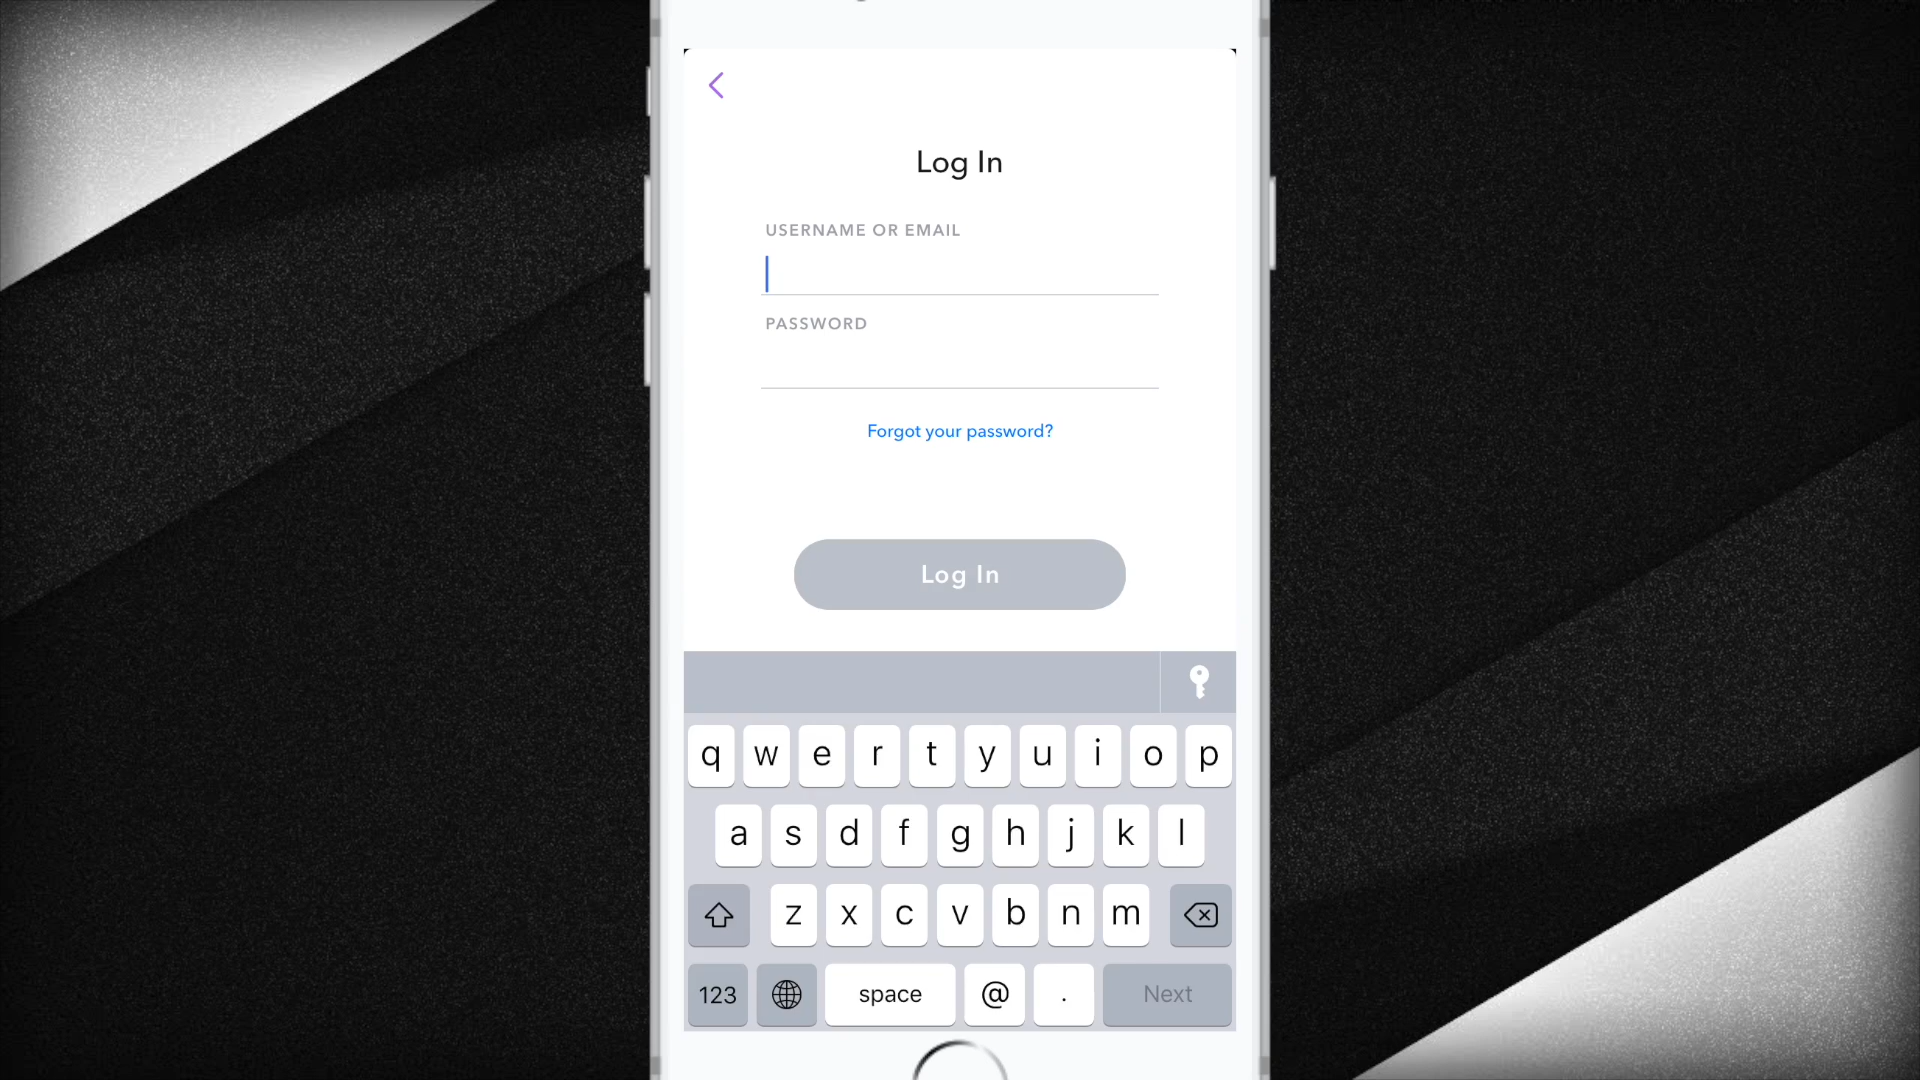 Log In
USERNAME OR EMAIL
PASSWORD
Forgot your password?
Log In
q w e r t y u i o p
a s d f g h j k l
z x c v b n m
123 space @ . Next